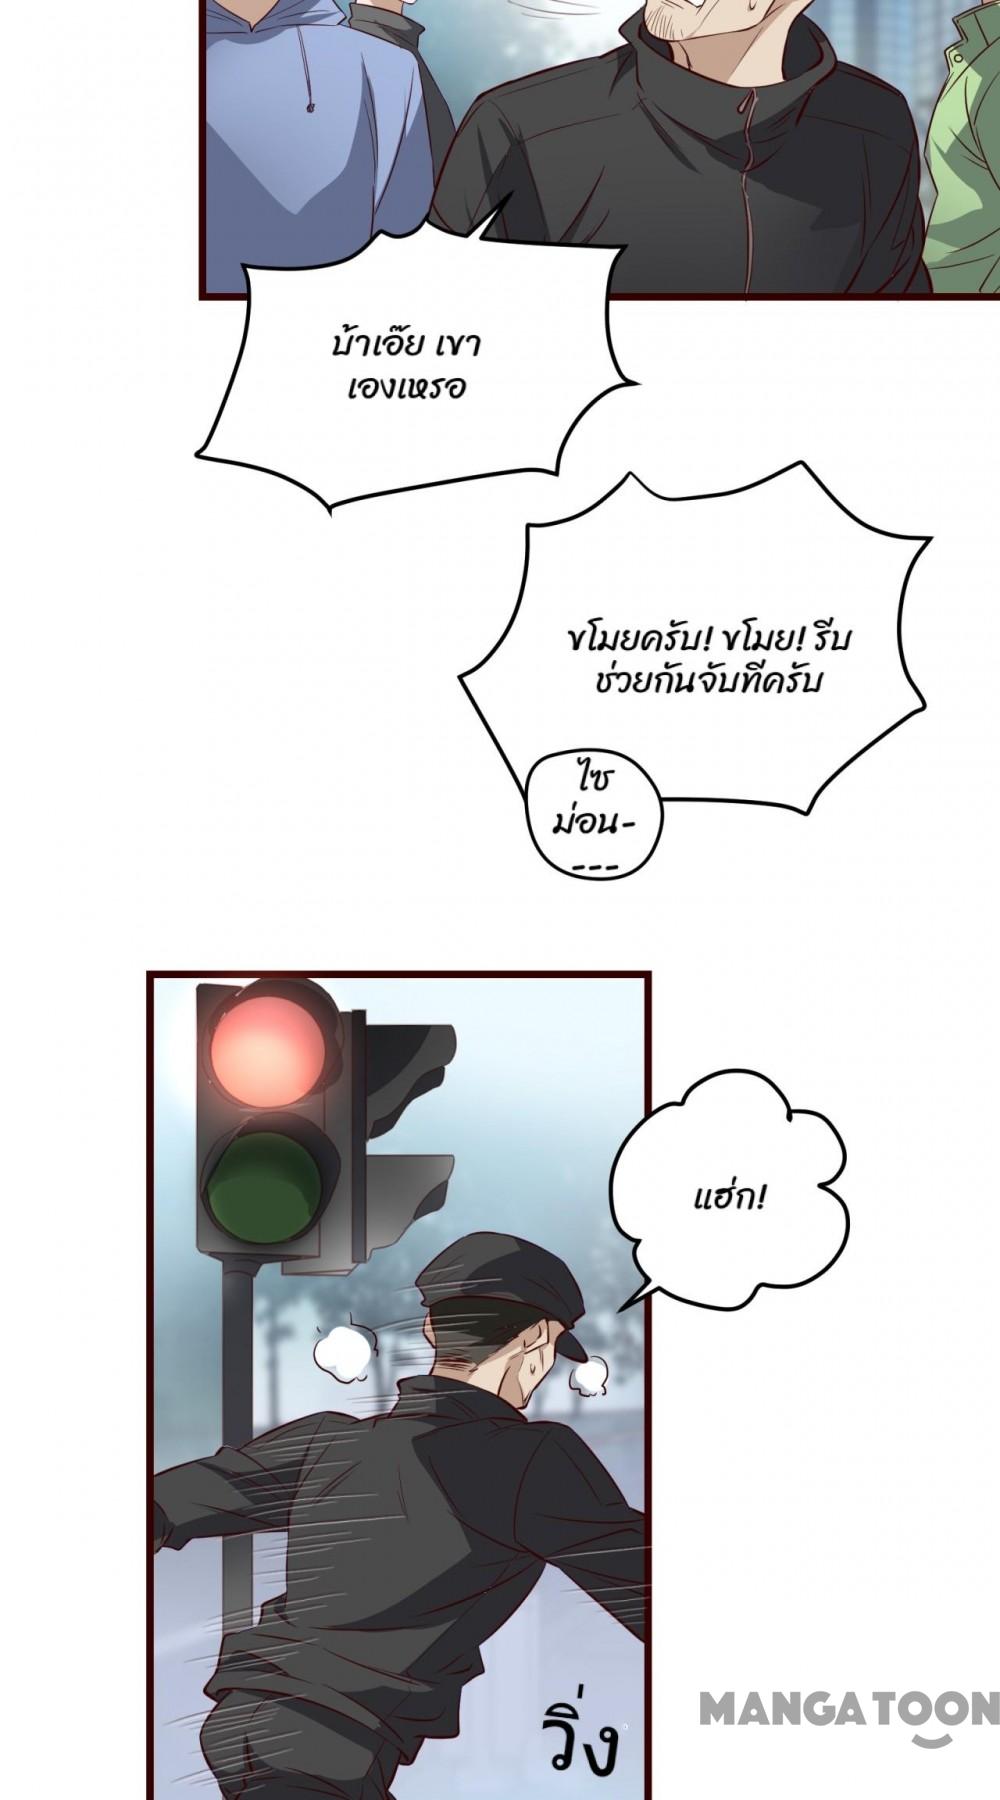 บ้าเอ๊ย เขา
เองเหรอ
ขโมยครับ! ขโมย! รีบ
ช่วยกันจับทีครับ
ไซ
ม่อน-
---
แฮ่ก!
วิ่ง
MANGATOON